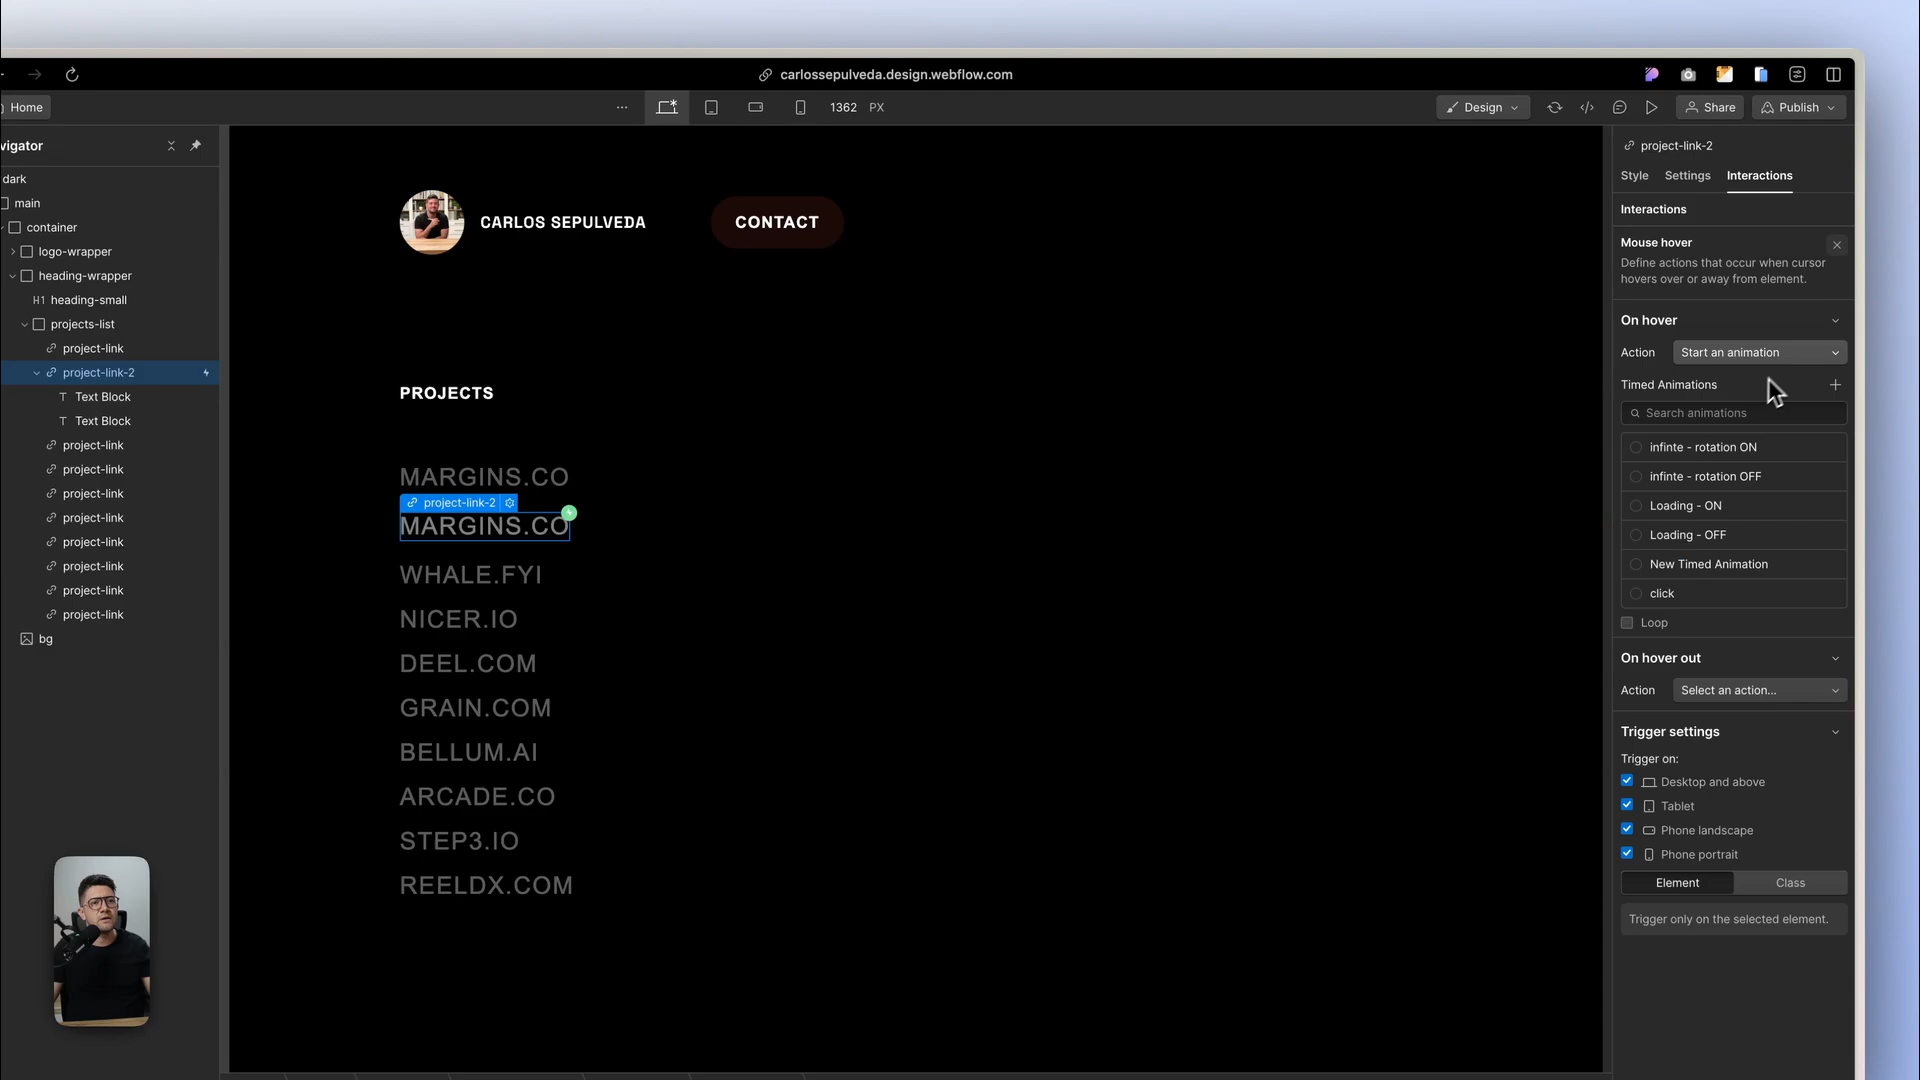 carlossepulveda.design.webflow.com
Home
1362 PX
Design
Share
Publish
vigator
dark
main
container
logo-wrapper
heading-wrapper
H1 heading-small
projects-list
project-link
project-link-2
Text Block
Text Block
project-link
project-link
project-link
project-link
project-link
project-link
project-link
project-link
bg
CARLOS SEPULVEDA
CONTACT
PROJECTS
MARGINS.CO
project-link-2
MARGINS.CO
WHALE.FYI
NICER.IO
DEEL.COM
GRAIN.COM
BELLUM.AI
ARCADE.CO
STEP3.IO
REELDX.COM
project-link-2
Style Settings Interactions
Interactions
Mouse hover
Define actions that occur when cursor
hovers over or away from element.
On hover
Action Start an animation
Timed Animations
Search animations
infinte - rotation ON
infinte - rotation OFF
Loading - ON
Loading - OFF
New Timed Animation
click
Loop
On hover out
Action Select an action...
Trigger settings
Trigger on:
Desktop and above
Tablet
Phone landscape
Phone portrait
Element Class
Trigger only on the selected element.